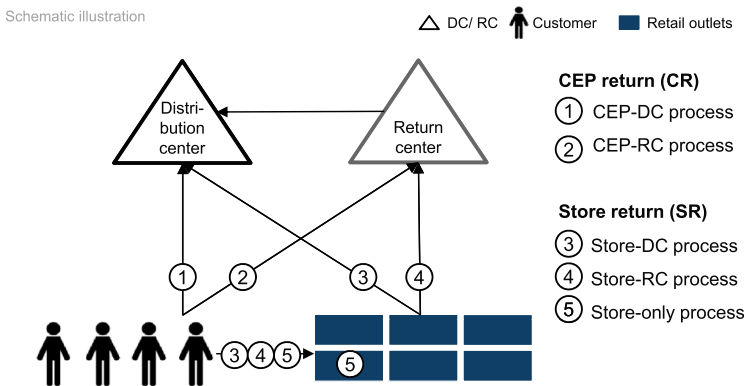 Schematic illustration
DC/ RC
Customer
Retail outlets
Distri-
bution
center
Return
center
CEP return (CR)
1 CEP-DC process
2 CEP-RC process
Store return (SR)
3 Store-DC process
4 Store-RC process
5 Store-only process
1 2 3 4
3 4 5
5